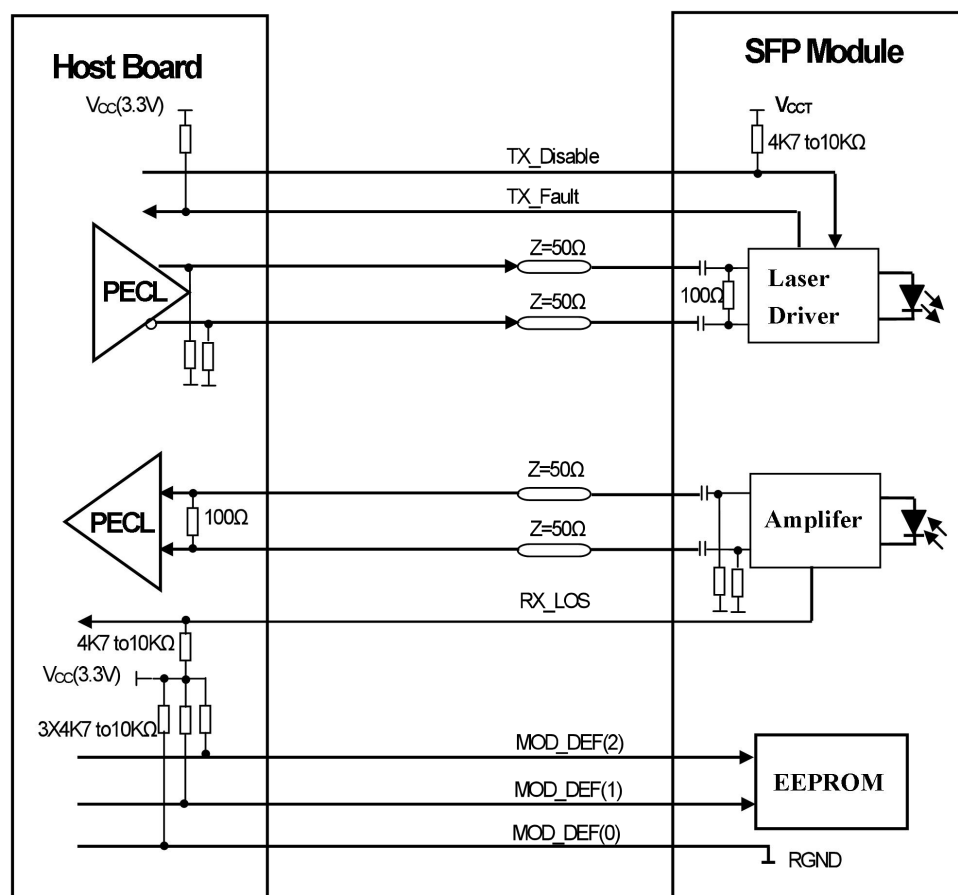 Host Board
SFP Module
VCC(3.3V)
VCCT
4K7 to10KΩ
TX_Disable
TX_Fault
PECL
Z=50Ω
Z=50Ω
100Ω
Laser
Driver
PECL
100Ω
Z=50Ω
Z=50Ω
Amplifer
RX_LOS
4K7 to10KΩ
VCC(3.3V)
3X4K7 to10KΩ
MOD_DEF(2)
MOD_DEF(1)
MOD_DEF(0)
EEPROM
RGND